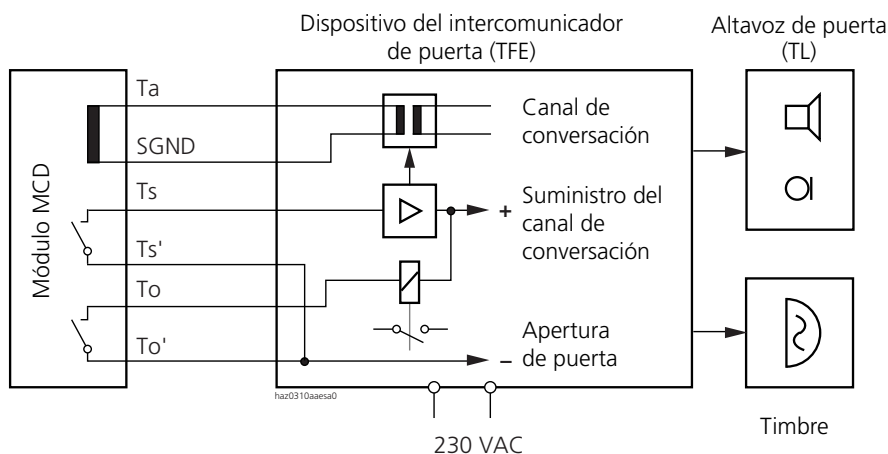 Dispositivo del intercomunicador
de puerta (TFE)
Altavoz de puerta
(TL)
Módulo MCD
Ta
SGND
Ts
Ts'
To
To'
Canal de
conversación
+ Suministro del
canal de
conversación
Apertura
– de puerta
haz0310aaesa0
230 VAC
Timbre